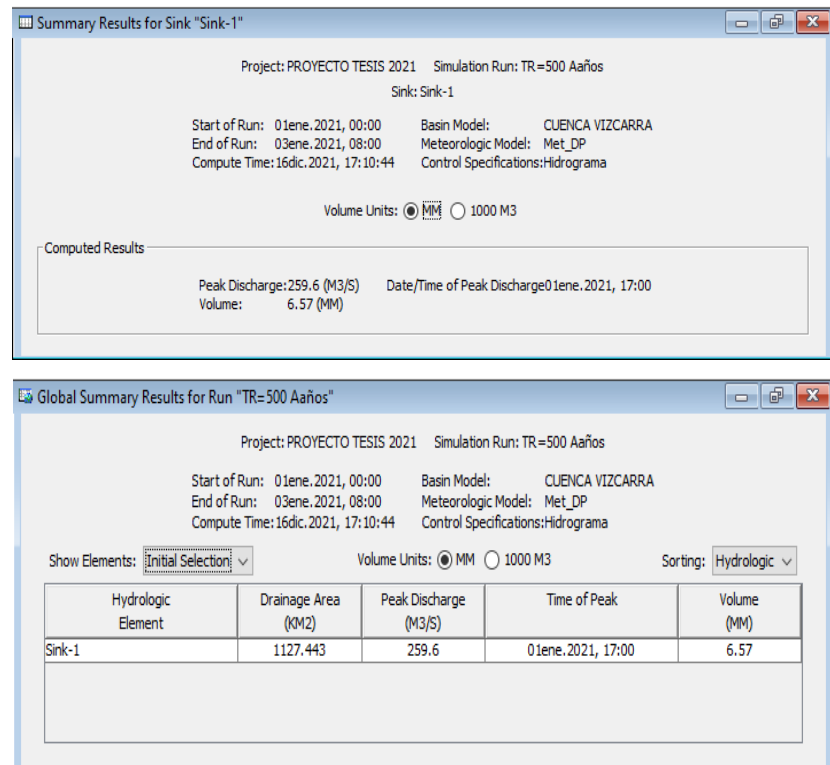 Summary Results for Sink "Sink-1"
Project: PROYECTO TESIS 2021 Simulation Run: TR=500 Aaños
Sink: Sink-1
Start of Run: 01ene.2021, 00:00 Basin Model: CUENCA VIZCARRA
End of Run: 03ene.2021, 08:00 Meteorologic Model: Met_DP
Compute Time:16dic.2021, 17:10:44 Control Specifications:Hidrograma
Volume Units: MM 1000 M3
Computed Results
Peak Discharge:259.6 (M3/S) Date/Time of Peak Discharge01ene.2021, 17:00
Volume: 6.57 (MM)
Global Summary Results for Run "TR=500 Aaños"
Project: PROYECTO TESIS 2021 Simulation Run: TR=500 Aaños
Start of Run: 01ene.2021, 00:00 Basin Model: CUENCA VIZCARRA
End of Run: 03ene.2021, 08:00 Meteorologic Model: Met_DP
Compute Time:16dic.2021, 17:10:44 Control Specifications:Hidrograma
Show Elements: Initial Selection Volume Units: MM 1000 M3 Sorting: Hydrologic
Hydrologic Drainage Area Peak Discharge Time of Peak Volume
Element (KM2) (M3/S) (MM)
Sink-1 1127.443 259.6 01ene.2021, 17:00 6.57